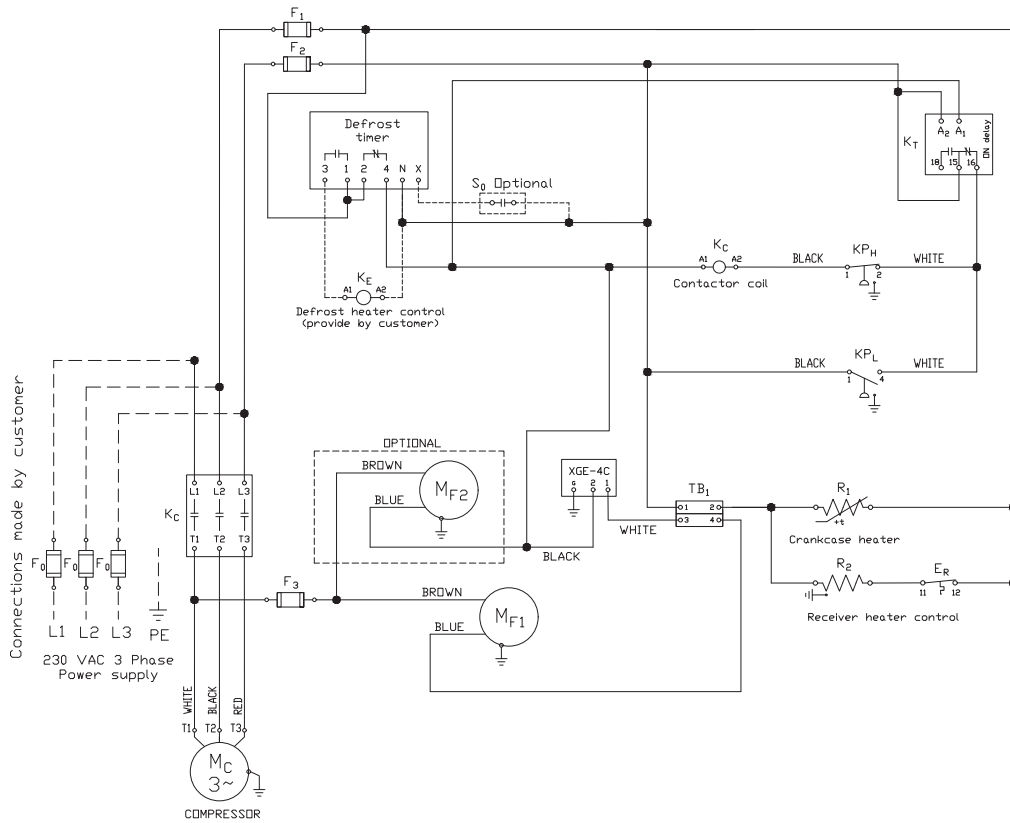 F1
F2
Defrost
timer
3 1 2 4 N X
S0 Optional
KT
A2 A1
ON delay
18 15 16
KE
A1 A2
Defrost heater control
(provide by customer)
KC
A1 A2
Contactor coil
BLACK
KPH
1 2
WHITE
BLACK
KPL
1 4
WHITE
Connections made by customer
OPTIONAL
BROWN
BLUE
MF2
XGE-4C
G 2 1
TB1
1 2
3 4
WHITE
BLACK
R1
+t
Crankcase heater
R2
ER
11 12
Receiver heater control
L1 L2 L3
KC
T1 T2 T3
F0 F0 F0
L1 L2 L3 PE
230 VAC 3 Phase
Power supply
F3
BROWN
BLUE
MF1
WHITE
BLACK
RED
T1 T2 T3
MC
3~
COMPRESSOR